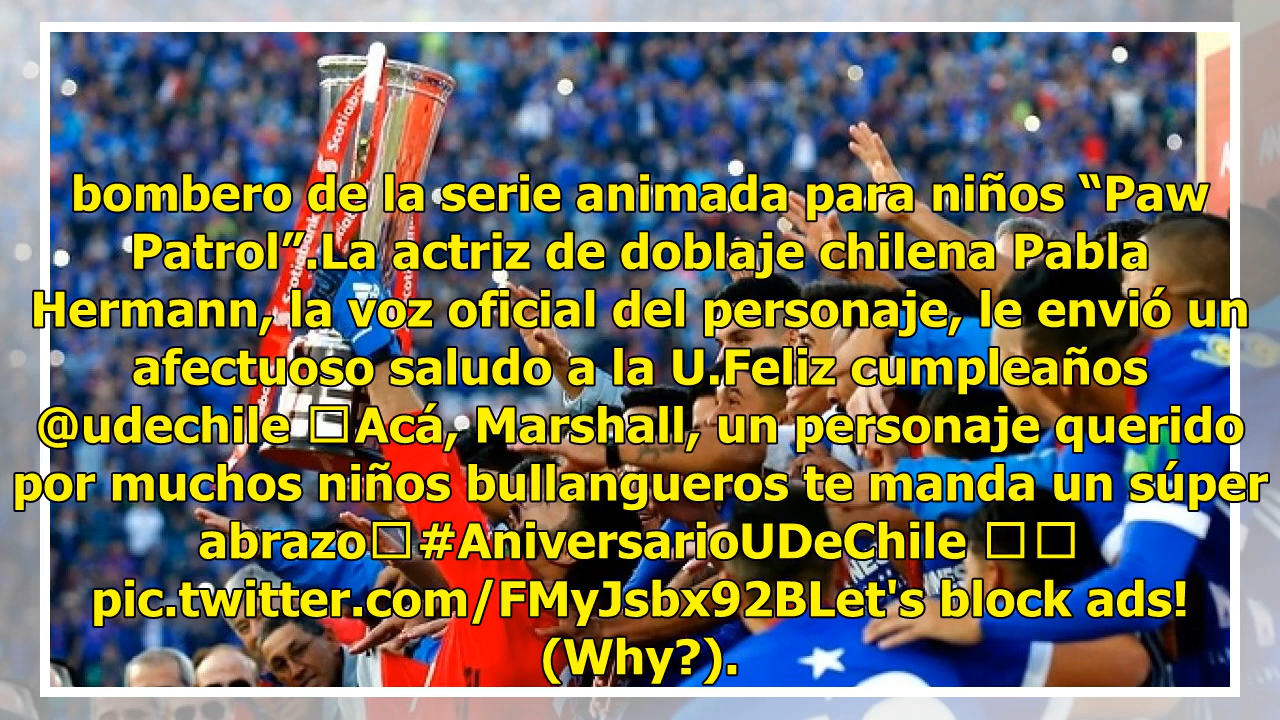 bombero de la serie animada para niños “Paw
Patrol”.La actriz de doblaje chilena Pabla
Hermann, la voz oficial del personaje, le envió un
afectuoso saludo a la U.Feliz cumpleaños
@udechile □Acá, Marshall, un personaje querido
por muchos niños bullangueros te manda un súper
abrazo□#AniversarioUDeChile □□
pic.twitter.com/FMyJsbx92BLet's block ads!
(Why?).
Scotiabank